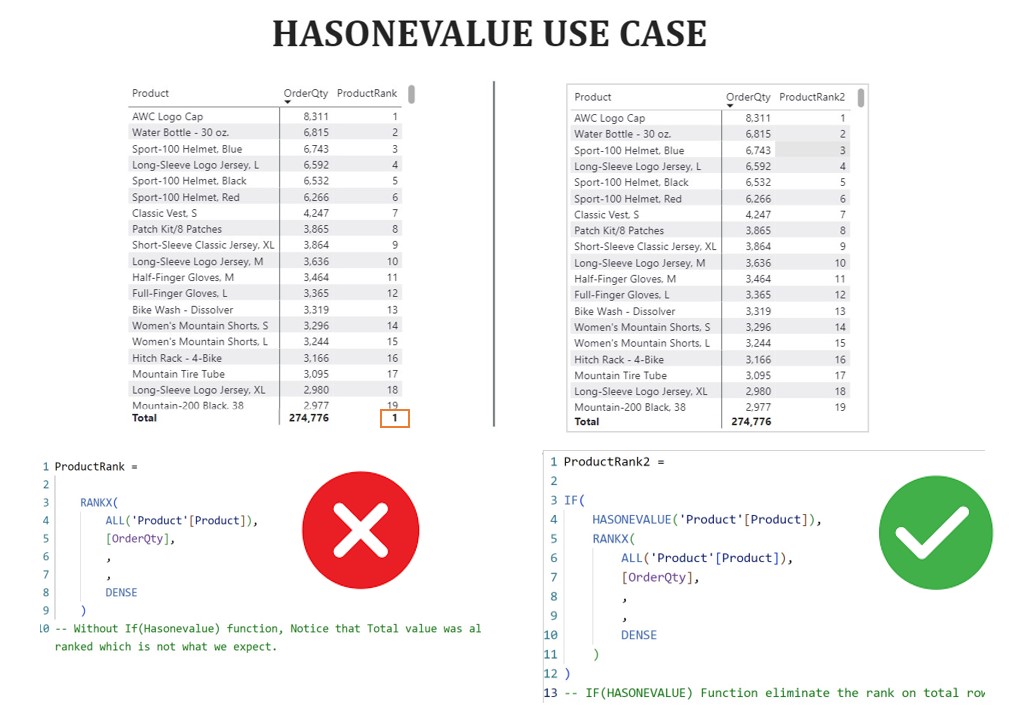 HASONEVALUE USE CASE
Product OrderQty ProductRank
AWC Logo Cap 8,311 1
Water Bottle - 30 oz. 6,815 2
Sport-100 Helmet, Blue 6,743 3
Long-Sleeve Logo Jersey, L 6,592 4
Sport-100 Helmet, Black 6,532 5
Sport-100 Helmet, Red 6,266 6
Classic Vest, S 4,247 7
Patch Kit/8 Patches 3,865 8
Short-Sleeve Classic Jersey, XL 3,864 9
Long-Sleeve Logo Jersey, M 3,636 10
Half-Finger Gloves, M 3,464 11
Full-Finger Gloves, L 3,365 12
Bike Wash - Dissolver 3,319 13
Women's Mountain Shorts, S 3,296 14
Women's Mountain Shorts, L 3,244 15
Hitch Rack - 4-Bike 3,166 16
Mountain Tire Tube 3,095 17
Long-Sleeve Logo Jersey, XL 2,980 18
Mountain-200 Black, 38 2,977 19
Total 274,776 1
Product OrderQty ProductRank2
AWC Logo Cap 8,311 1
Water Bottle - 30 oz. 6,815 2
Sport-100 Helmet, Blue 6,743 3
Long-Sleeve Logo Jersey, L 6,592 4
Sport-100 Helmet, Black 6,532 5
Sport-100 Helmet, Red 6,266 6
Classic Vest, S 4,247 7
Patch Kit/8 Patches 3,865 8
Short-Sleeve Classic Jersey, XL 3,864 9
Long-Sleeve Logo Jersey, M 3,636 10
Half-Finger Gloves, M 3,464 11
Full-Finger Gloves, L 3,365 12
Bike Wash - Dissolver 3,319 13
Women's Mountain Shorts, S 3,296 14
Women's Mountain Shorts, L 3,244 15
Hitch Rack - 4-Bike 3,166 16
Mountain Tire Tube 3,095 17
Long-Sleeve Logo Jersey, XL 2,980 18
Mountain-200 Black, 38 2,977 19
Total 274,776
1 ProductRank =
2
3 RANKX(
4 ALL('Product'[Product]),
5 [OrderQty],
6 ,
7 ,
8 DENSE
9 )
10 -- Without If(Hasonevalue) function, Notice that Total value was al
ranked which is not what we expect.
1 ProductRank2 =
2
3 IF(
4 HASONEVALUE('Product'[Product]),
5 RANKX(
6 ALL('Product'[Product]),
7 [OrderQty],
8 ,
9 ,
10 DENSE
11 )
12 )
13 -- IF(HASONEVALUE) Function eliminate the rank on total row